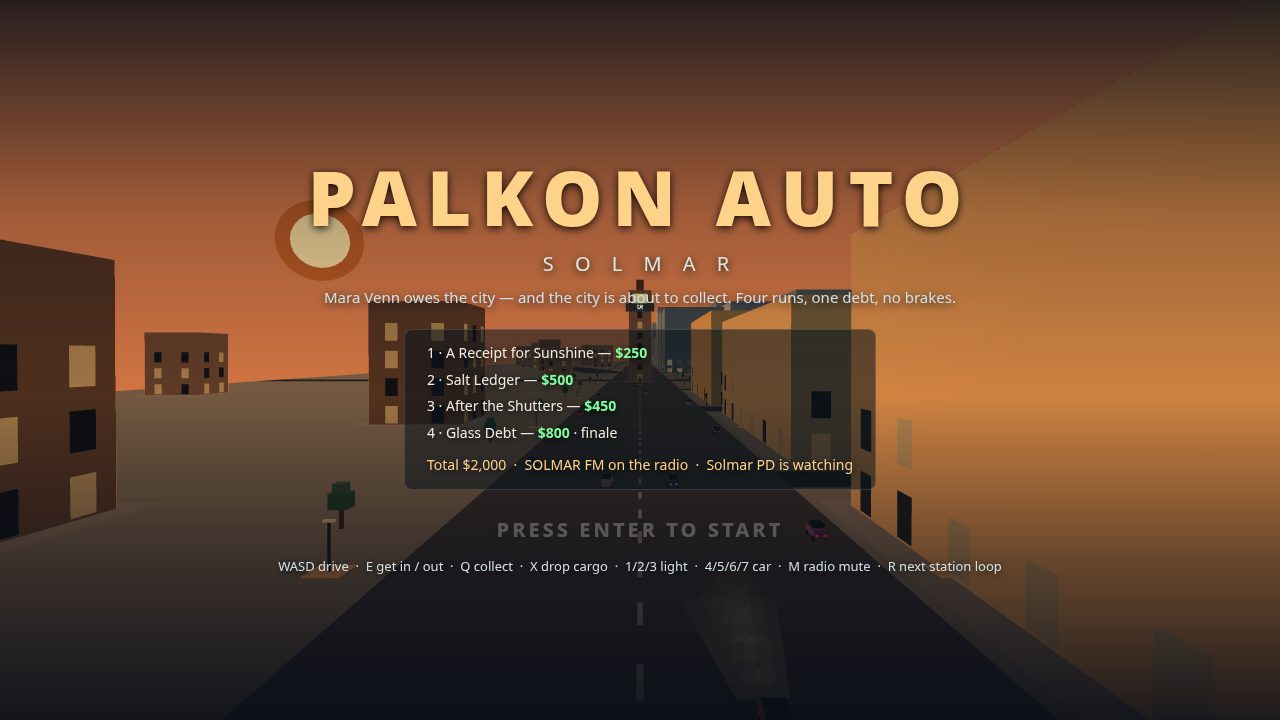 PALKON AUTO
SOLMAR
Mara Venn owes the city — and the city is about to collect. Four runs, one debt, no brakes.
1 · A Receipt for Sunshine — $250
2 · Salt Ledger — $500
3 · After the Shutters — $450
4 · Glass Debt — $800 · finale
Total $2,000 · SOLMAR FM on the radio · Solmar PD is watching
PRESS ENTER TO START
WASD drive · E get in / out · Q collect · X drop cargo · 1/2/3 light · 4/5/6/7 car · M radio mute · R next station loop